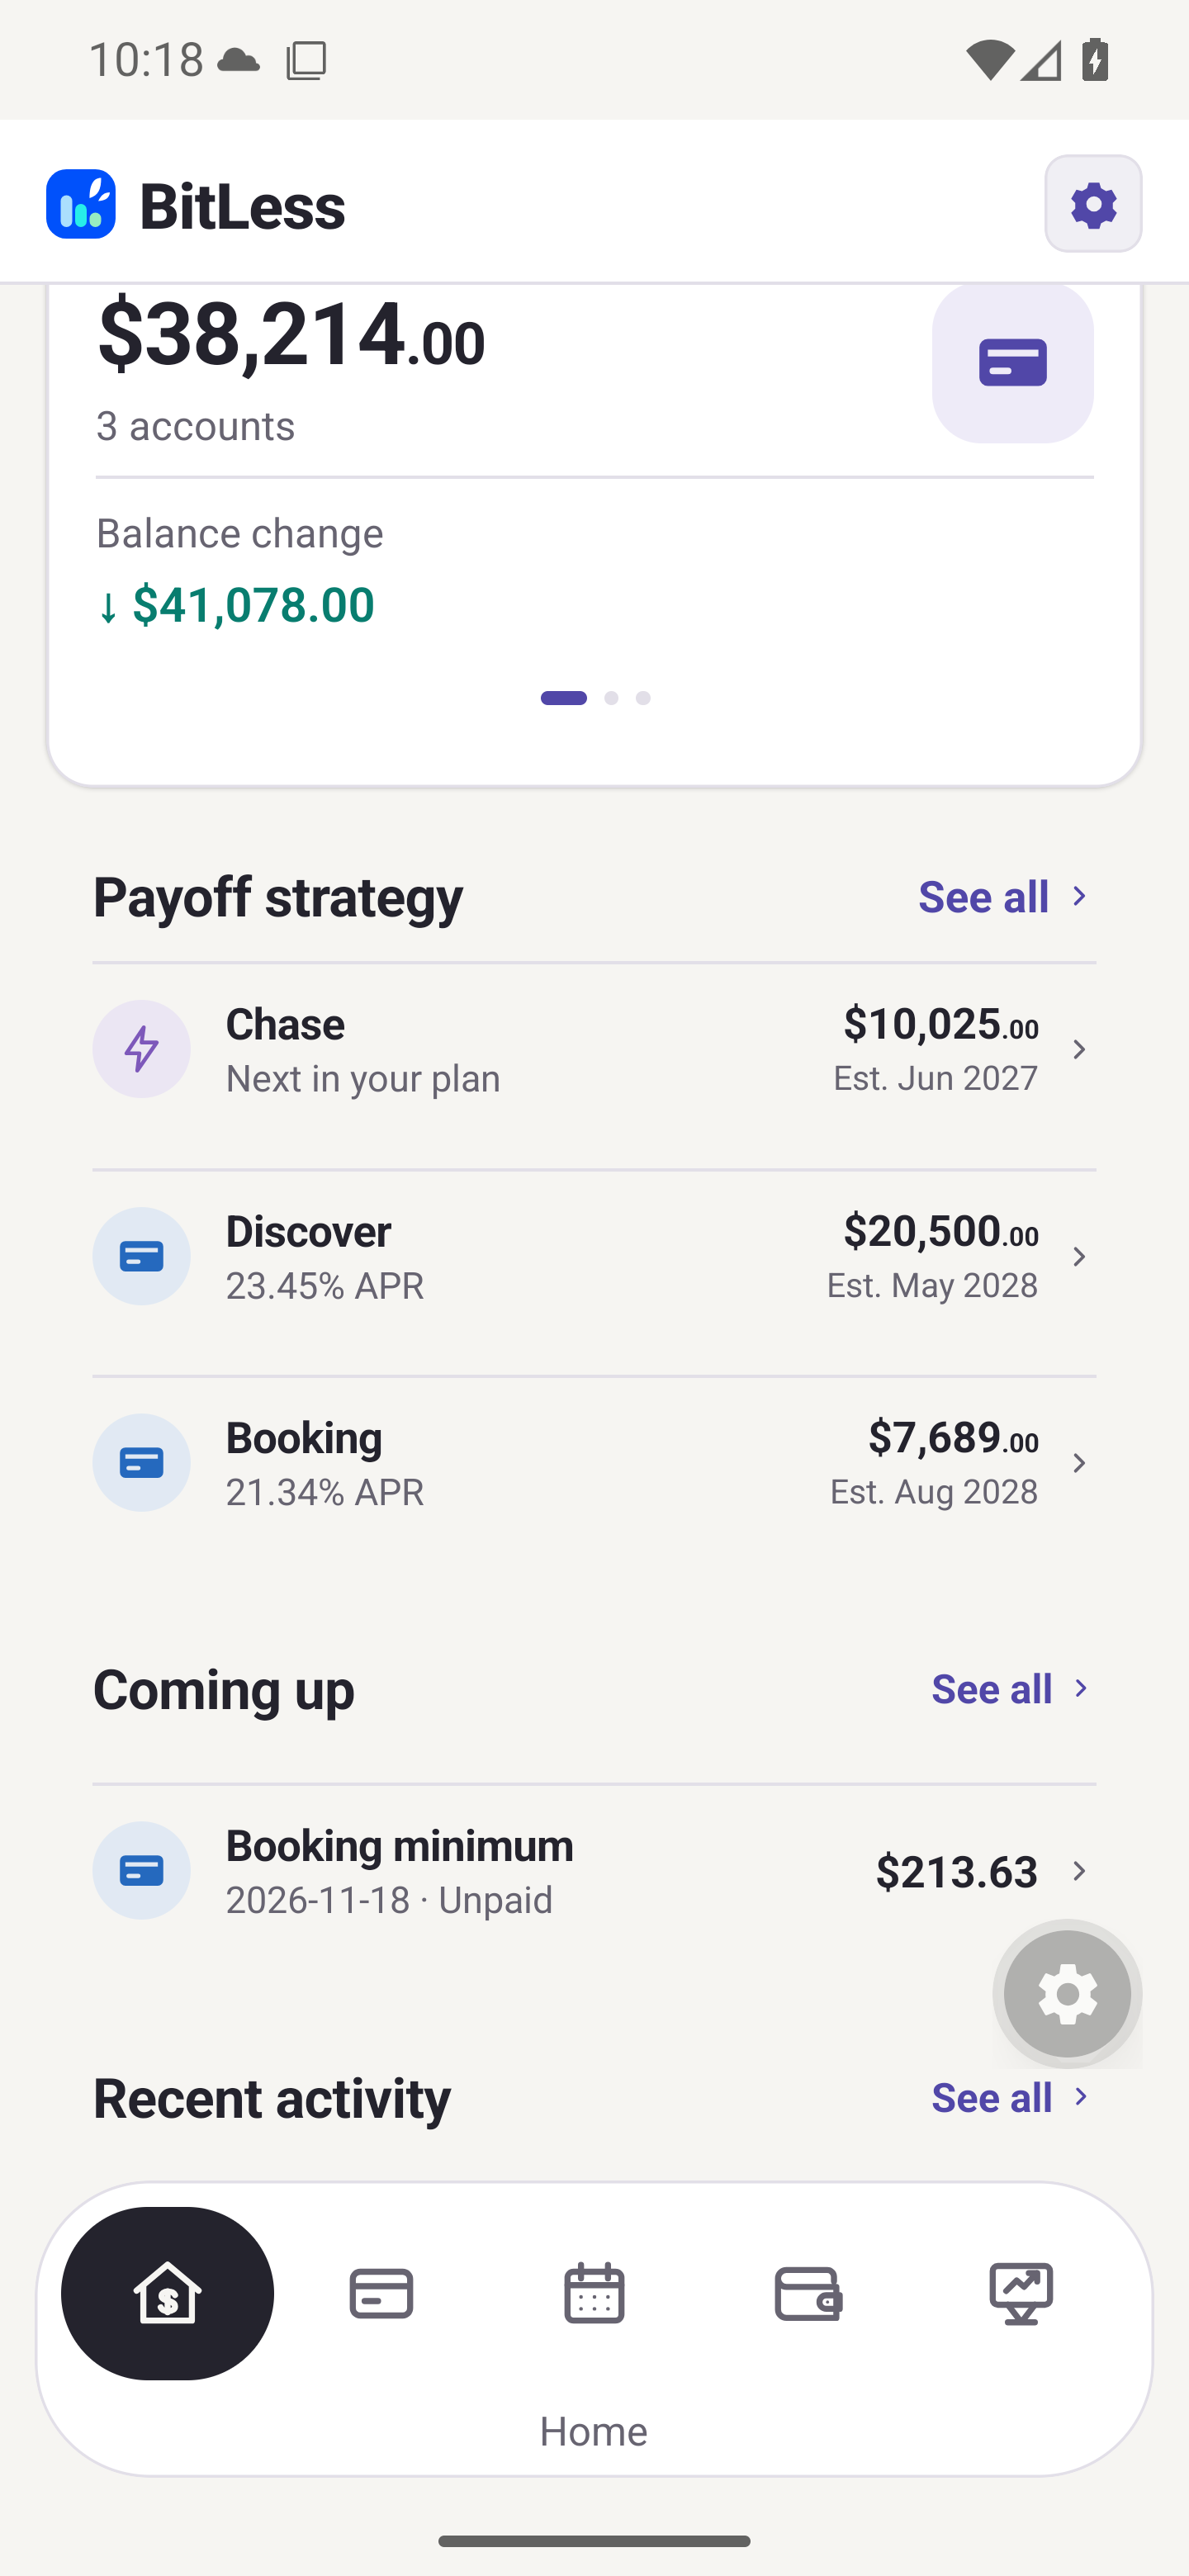 10:18
BitLess
$38,214.00
3 accounts
Balance change
↓ $41,078.00
Payoff strategy
See all
Chase
$10,025.00
Next in your plan
Est. Jun 2027
Discover
$20,500.00
23.45% APR
Est. May 2028
Booking
$7,689.00
21.34% APR
Est. Aug 2028
Coming up
See all
Booking minimum
$213.63
2026-11-18 · Unpaid
Recent activity
See all
Home